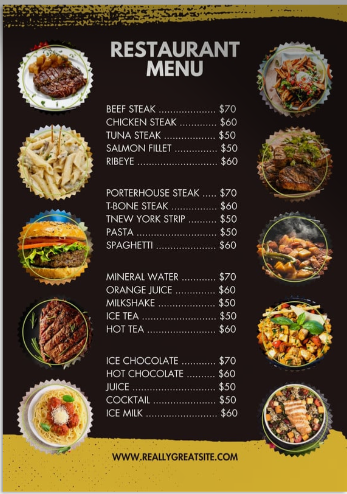 RESTAURANT
MENU
BEEF STEAK ..................... $70
CHICKEN STEAK .............. $60
TUNA STEAK ..................... $50
SALMON FILLET ................ $50
RIBEYE .............................. $60
PORTERHOUSE STEAK ..... $70
T-BONE STEAK .................. $60
TNEW YORK STRIP ........... $50
PASTA .............................. $50
SPAGHETTI ....................... $60
MINERAL WATER ............. $70
ORANGE JUICE ................ $60
MILKSHAKE ...................... $50
ICE TEA ............................ $50
HOT TEA .......................... $60
ICE CHOCOLATE .............. $70
HOT CHOCOLATE ............ $60
JUICE ............................... $50
COCKTAIL ........................ $50
ICE MILK .......................... $60
WWW.REALLYGREATSITE.COM